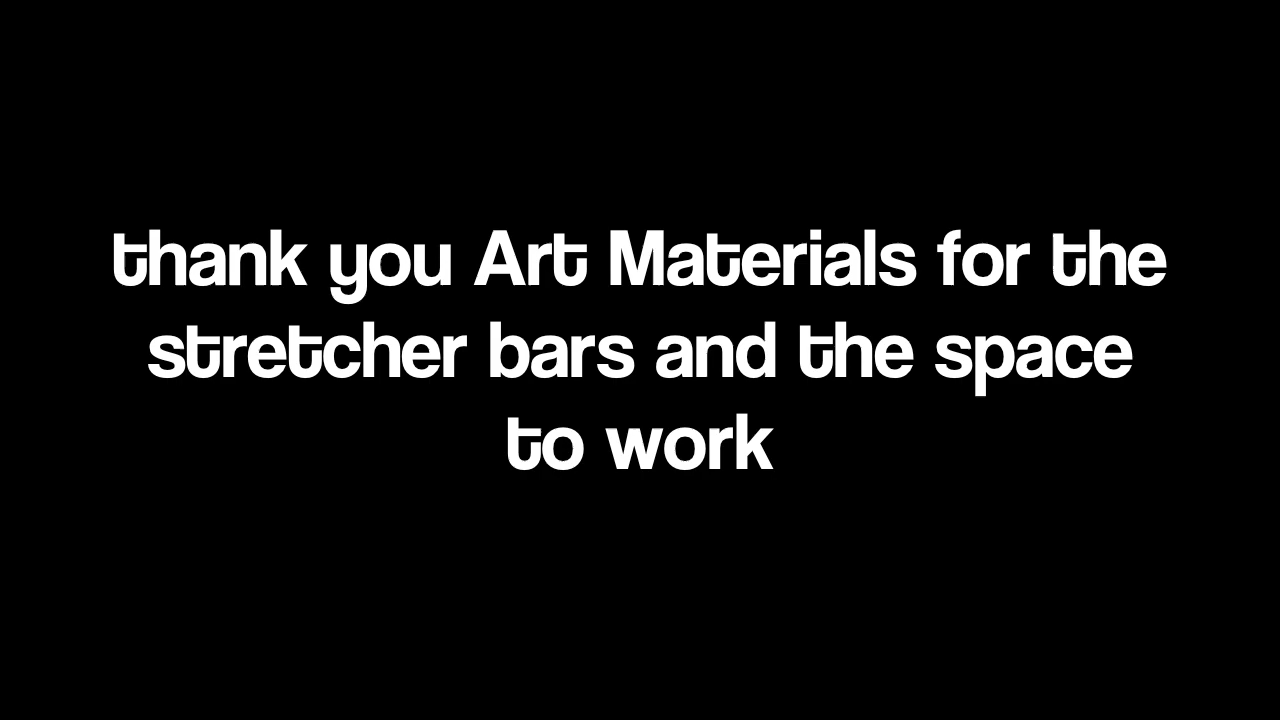 thank you Art Materials for the
stretcher bars and the space
to work